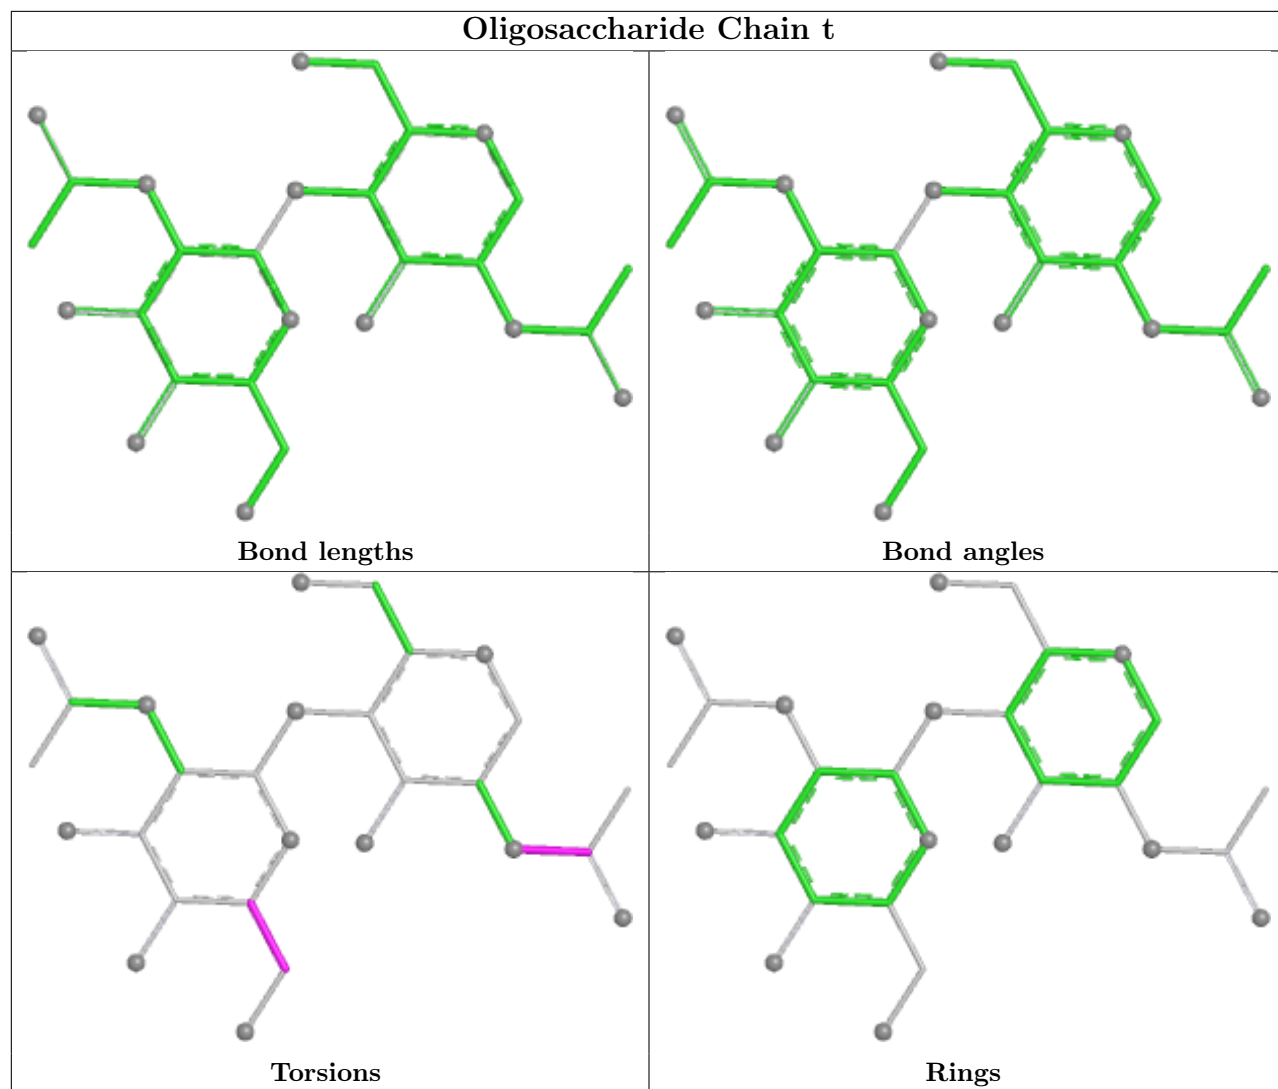 Oligosaccharide Chain t
Bond lengths
Bond angles
Torsions
Rings